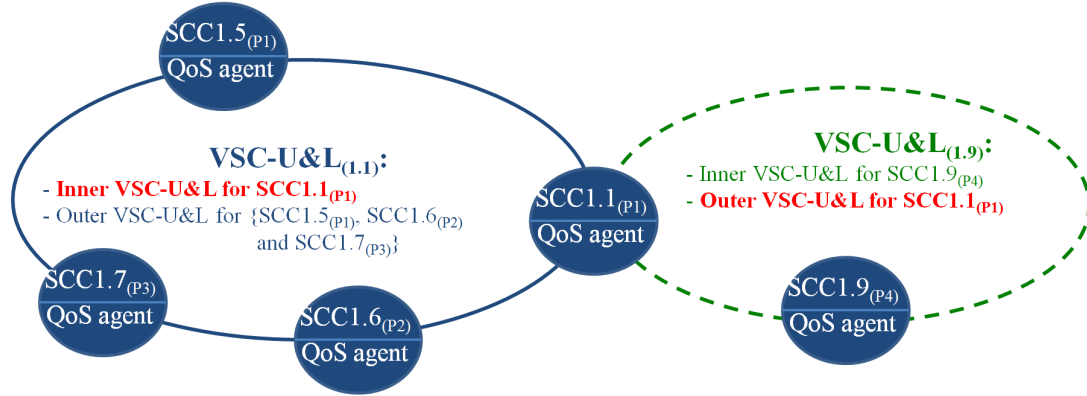 SCC1.5(P1)
QoS agent
VSC-U&L(1.1):
- Inner VSC-U&L for SCC1.1(P1)
- Outer VSC-U&L for {SCC1.5(P1), SCC1.6(P2)
and SCC1.7(P3)}
SCC1.7(P3)
QoS agent
SCC1.6(P2)
QoS agent
SCC1.1(P1)
QoS agent
VSC-U&L(1.9):
- Inner VSC-U&L for SCC1.9(P4)
- Outer VSC-U&L for SCC1.1(P1)
SCC1.9(P4)
QoS agent